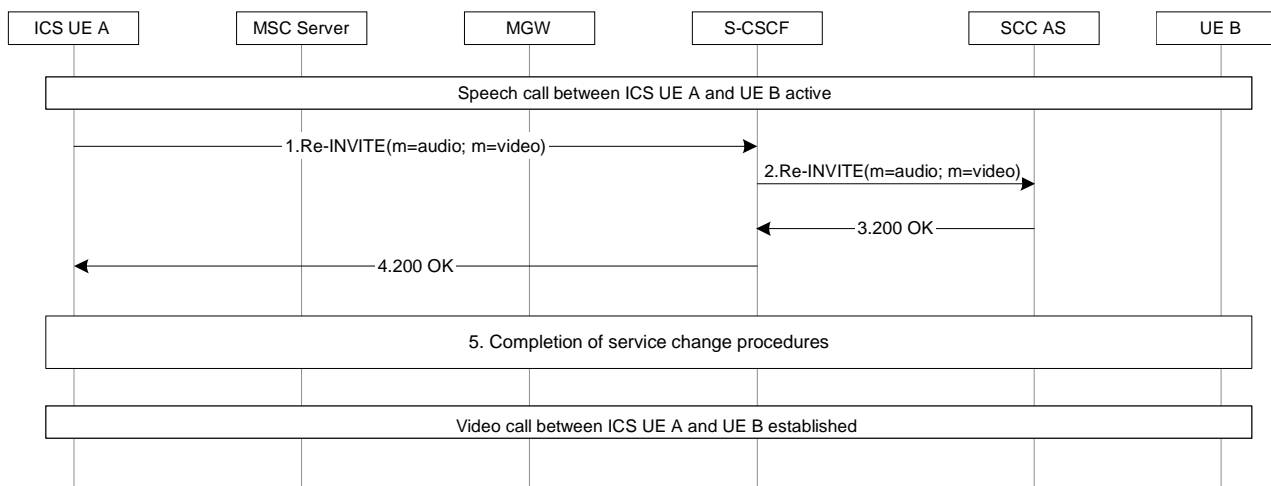 ICS UE A
MSC Server
MGW
S-CSCF
SCC AS
UE B
Speech call between ICS UE A and UE B active
1.Re-INVITE(m=audio; m=video)
2.Re-INVITE(m=audio; m=video)
3.200 OK
4.200 OK
5. Completion of service change procedures
Video call between ICS UE A and UE B established